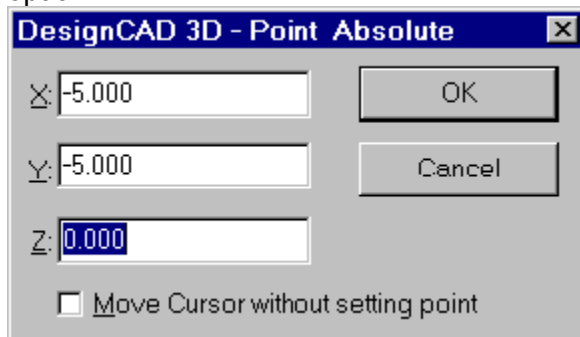 DesignCAD 3D - Point Absolute
X: -5.000
OK
Y: -5.000
Cancel
Z: 0.000
Move Cursor without setting point